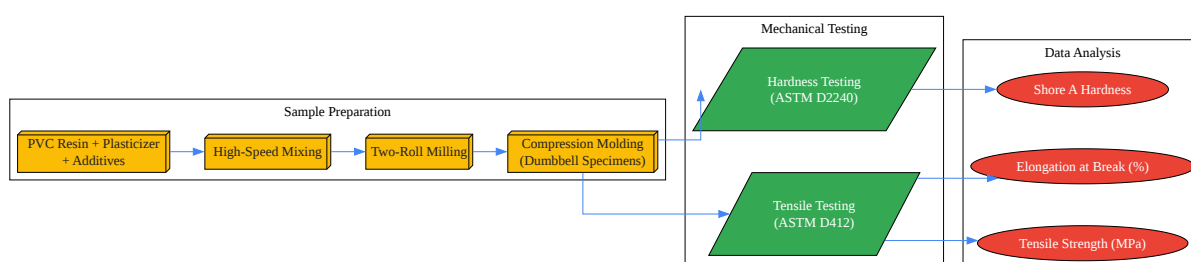 Sample Preparation
PVC Resin + Plasticizer
+ Additives
High-Speed Mixing
Two-Roll Milling
Compression Molding
(Dumbbell Specimens)
Mechanical Testing
Hardness Testing
(ASTM D2240)
Tensile Testing
(ASTM D412)
Data Analysis
Shore A Hardness
Elongation at Break (%)
Tensile Strength (MPa)